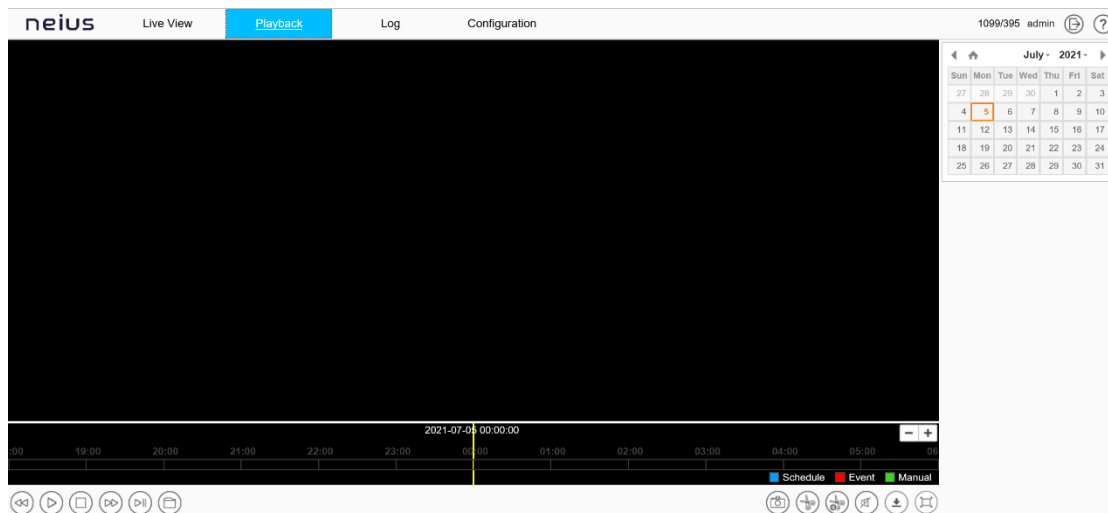 neius Live View Playback Log Configuration 1099/395 admin ?
July 2021
Sun Mon Tue Wed Thu Fri Sat
27 28 29 30 1 2 3
4 5 6 7 8 9 10
11 12 13 14 15 16 17
18 19 20 21 22 23 24
25 26 27 28 29 30 31
2021-07-05 00:00:00
:00 19:00 20:00 21:00 22:00 23:00 00:00 01:00 02:00 03:00 04:00 05:00 06
Schedule Event Manual